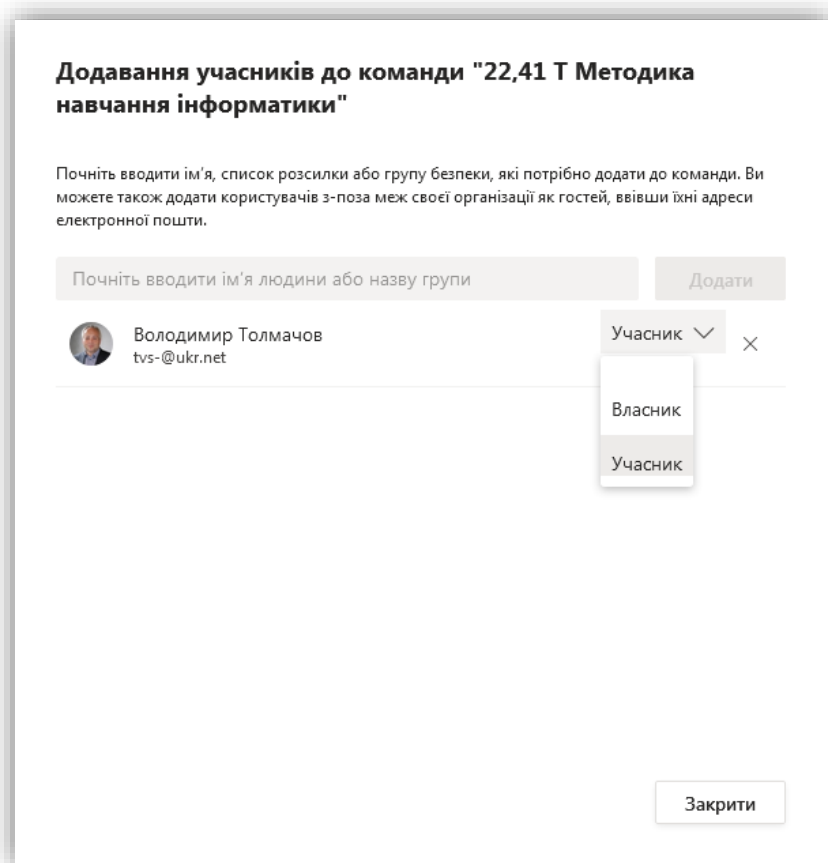 Додавання учасників до команди "22,41 Т Методика
навчання інформатики"
Почніть вводити ім’я, список розсилки або групу безпеки, які потрібно додати до команди. Ви
можете також додати користувачів з-поза меж своєї організації як гостей, ввівши їхні адреси
електронної пошти.
Почніть вводити ім’я людини або назву групи
Додати
Володимир Толмачов
tvs-@ukr.net
Учасник
Власник
Учасник
Закрити